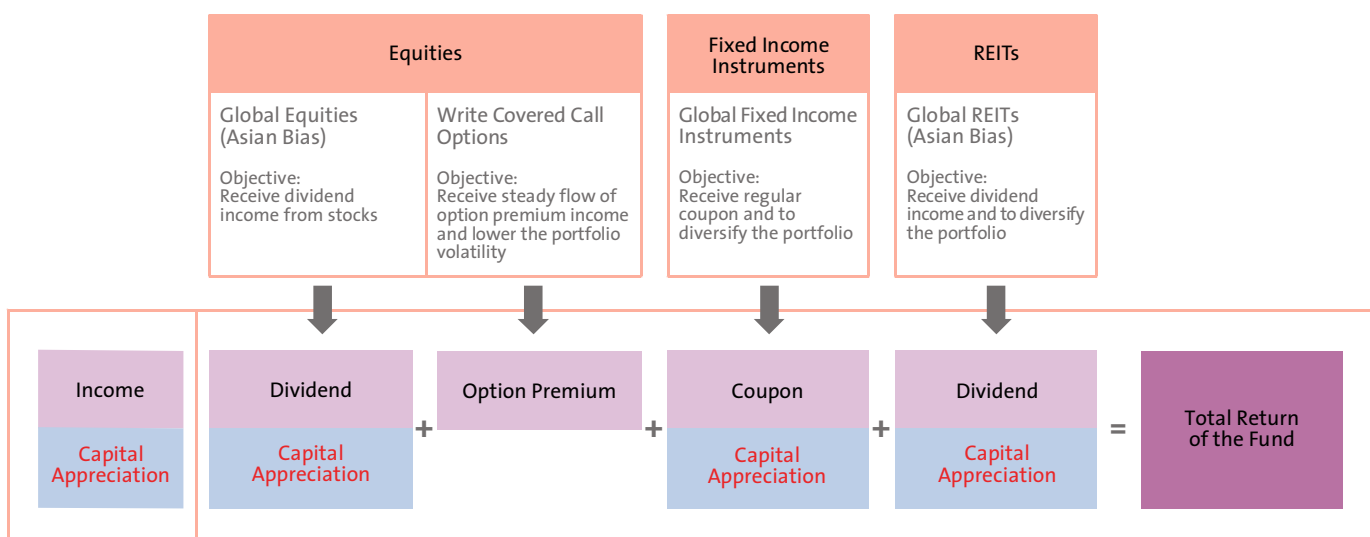 Equities
Fixed Income
Instruments
REITs
Global Equities
(Asian Bias)
Objective:
Receive dividend
income from stocks
Write Covered Call
Options
Objective:
Receive steady flow of
option premium income
and lower the portfolio
volatility
Global Fixed Income
Instruments
Objective:
Receive regular
coupon and to
diversify the portfolio
Global REITs
(Asian Bias)
Objective:
Receive dividend
income and to diversify
the portfolio
Income
Capital
Appreciation
Dividend
Capital
Appreciation
+
Option Premium
+
Coupon
Capital
Appreciation
+
Dividend
Capital
Appreciation
=
Total Return
of the Fund